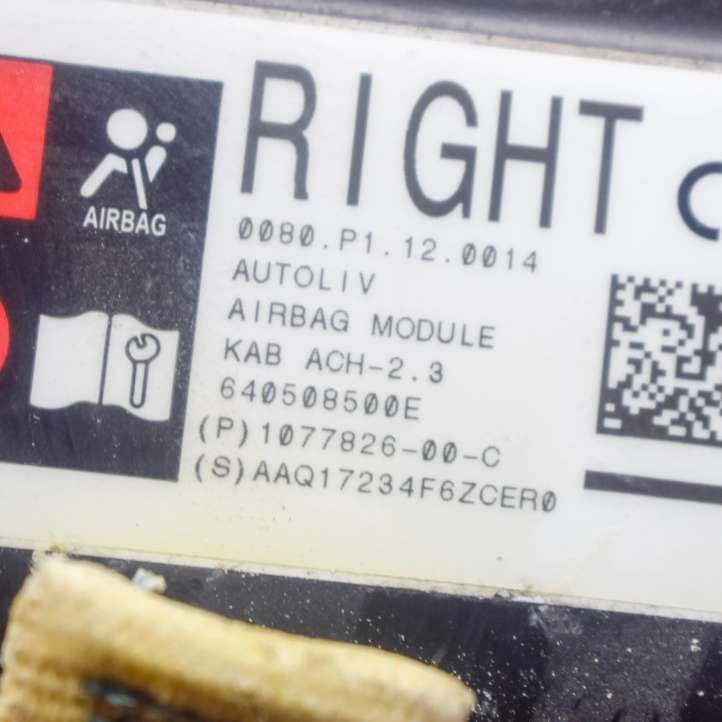 RIGHT
AIRBAG
0080.P1.12.0014
AUTOLIV
AIRBAG MODULE
KAB ACH-2.3
640508500E
(P)1077826-00-C
(S)AAQ17234F6ZCER0